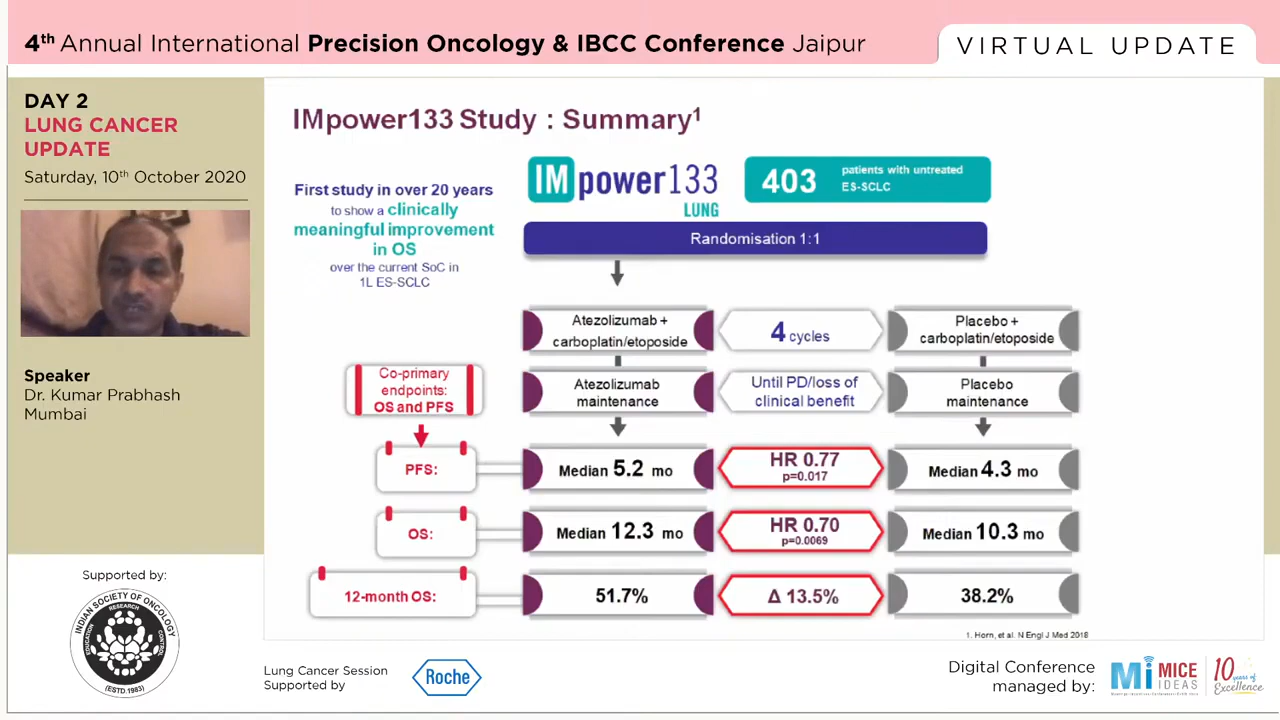 4th Annual International Precision Oncology & IBCC Conference Jaipur
VIRTUAL UPDATE
DAY 2
LUNG CANCER
UPDATE
Saturday, 10th October 2020
Speaker
Dr. Kumar Prabhash
Mumbai
Supported by:
INDIAN SOCIETY OF ONCOLOGY
EDUCATION
RESEARCH
CONTROL
(ESTD.1983)
IMpower133 Study : Summary1
First study in over 20 years
to show a clinically
meaningful improvement
in OS
over the current SoC in
1L ES-SCLC
IMpower133
LUNG
403
patients with untreated
ES-SCLC
Randomisation 1:1
Atezolizumab +
carboplatin/etoposide
4 cycles
Placebo +
carboplatin/etoposide
Co-primary
endpoints:
OS and PFS
Atezolizumab
maintenance
Until PD/loss of
clinical benefit
Placebo
maintenance
PFS:
Median 5.2 mo
HR 0.77
p=0.017
Median 4.3 mo
OS:
Median 12.3 mo
HR 0.70
p=0.0069
Median 10.3 mo
12-month OS:
51.7%
Δ 13.5%
38.2%
1. Horn, et al. N Engl J Med 2018
Lung Cancer Session
Supported by
Roche
Digital Conference
managed by:
Mi MICE
IDEAS
10 years of
Excellence